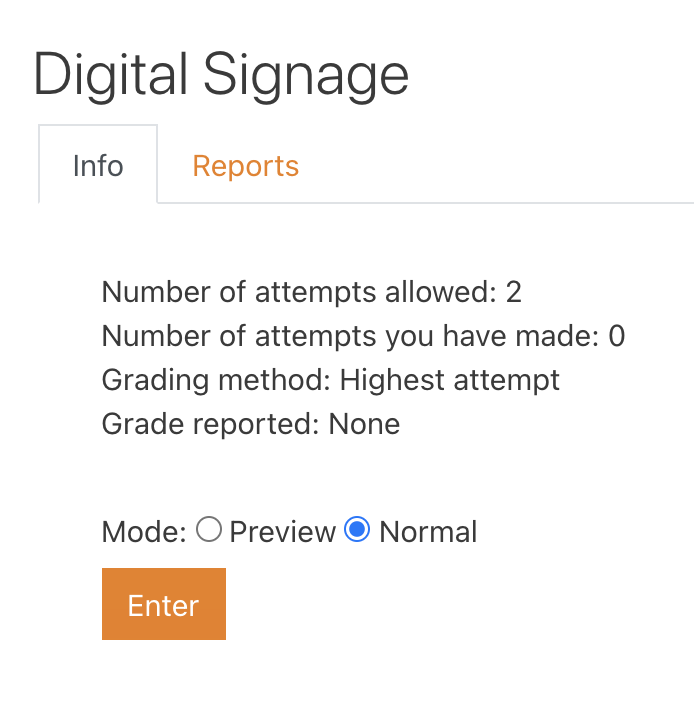 Digital Signage
Info
Reports
Number of attempts allowed: 2
Number of attempts you have made: 0
Grading method: Highest attempt
Grade reported: None
Mode: Preview Normal
Enter